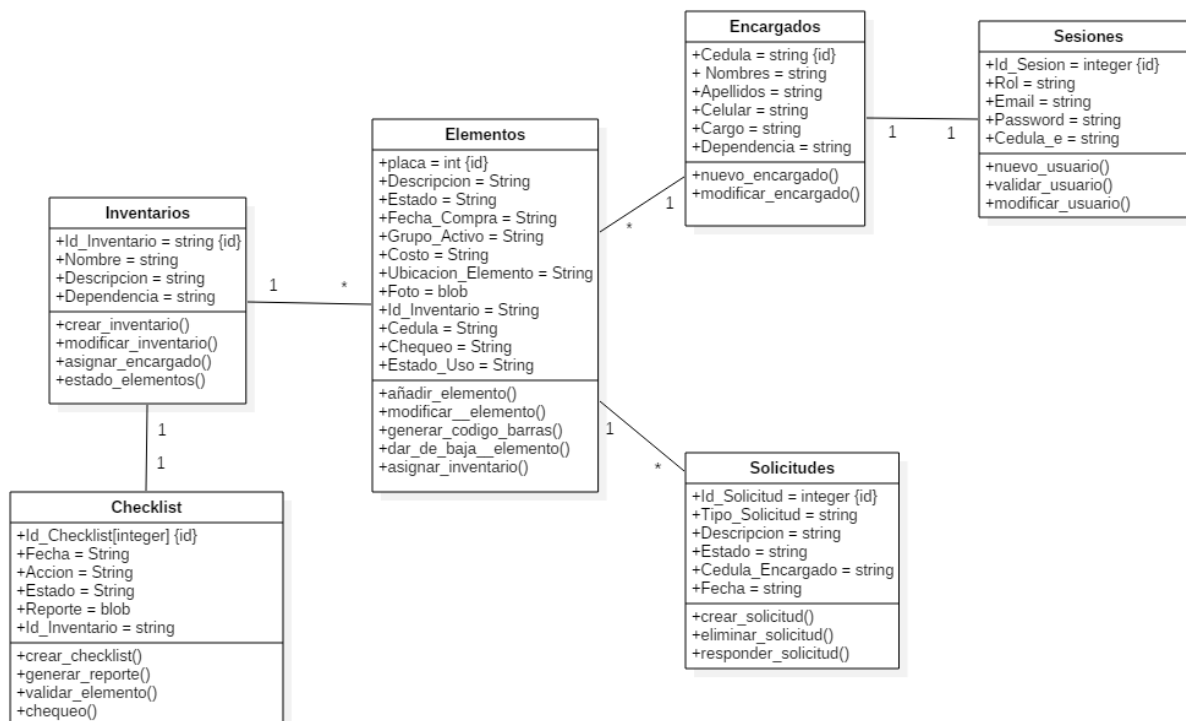 Encargados
+Cedula = string {id}
+ Nombres = string
+Apellidos = string
+Celular = string
+Cargo = string
+Dependencia = string
+nuevo_encargado()
+modificar_encargado()
1
1
1
Sesiones
+Id_Sesion = integer {id}
+Rol = string
+Email = string
+Password = string
+Cedula_e = string
+nuevo_usuario()
+validar_usuario()
+modificar_usuario()
Elementos
+placa = int {id}
+Descripcion = String
+Estado = String
+Fecha_Compra = String
+Grupo_Activo = String
+Costo = String
+Ubicacion_Elemento = String
+Foto = blob
+Id_Inventario = String
+Cedula = String
+Chequeo = String
+Estado_Uso = String
+añadir_elemento()
+modificar__elemento()
+generar_codigo_barras()
+dar_de_baja__elemento()
+asignar_inventario()
*
1
*
Inventarios
+Id_Inventario = string {id}
+Nombre = string
+Descripcion = string
+Dependencia = string
+crear_inventario()
+modificar_inventario()
+asignar_encargado()
+estado_elementos()
1
*
1
1
Solicitudes
+Id_Solicitud = integer {id}
+Tipo_Solicitud = string
+Descripcion = string
+Estado = string
+Cedula_Encargado = string
+Fecha = string
+crear_solicitud()
+eliminar_solicitud()
+responder_solicitud()
Checklist
+Id_Checklist[integer] {id}
+Fecha = String
+Accion = String
+Estado = String
+Reporte = blob
+Id_Inventario = string
+crear_checklist()
+generar_reporte()
+validar_elemento()
+chequeo()